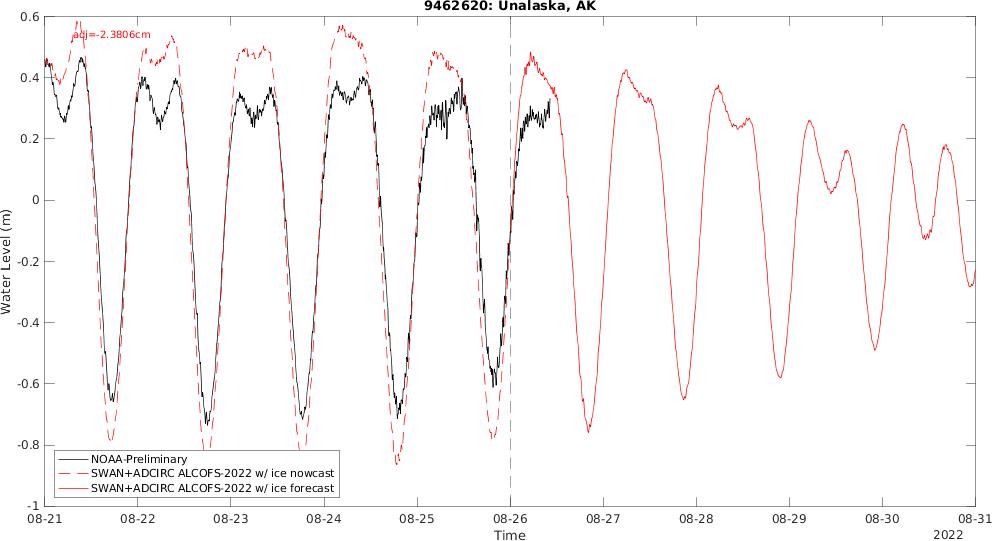 9462620: Unalaska, AK
adj=-2.3806cm
Water Level (m)
0.6
0.4
0.2
0
-0.2
-0.4
-0.6
-0.8
-1
NOAA-Preliminary
SWAN+ADCIRC ALCOFS-2022 w/ ice nowcast
SWAN+ADCIRC ALCOFS-2022 w/ ice forecast
08-21 08-22 08-23 08-24 08-25 08-26 08-27 08-28 08-29 08-30 08-31
Time
2022